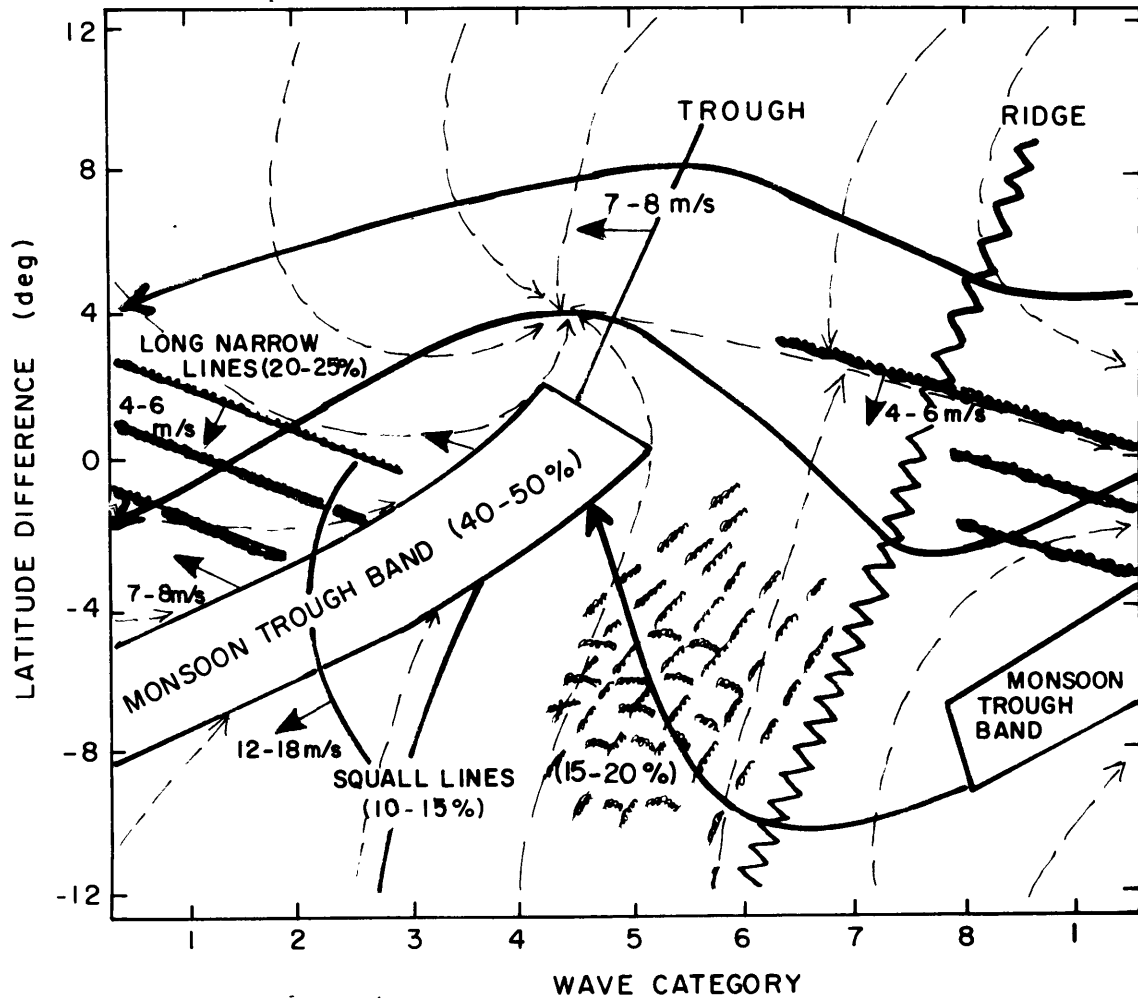 12
8
4
0
-4
-8
-12
LATITUDE DIFFERENCE (deg)
TROUGH
RIDGE
7-8 m/s
LONG NARROW
LINES (20-25%)
4-6
m/s
4-6 m/s
MONSOON TROUGH BAND (40-50%)
7-8m/s
12-18m/s
SQUALL LINES
(10-15%)
(15-20%)
MONSOON
TROUGH
BAND
1 2 3 4 5 6 7 8 1
WAVE CATEGORY